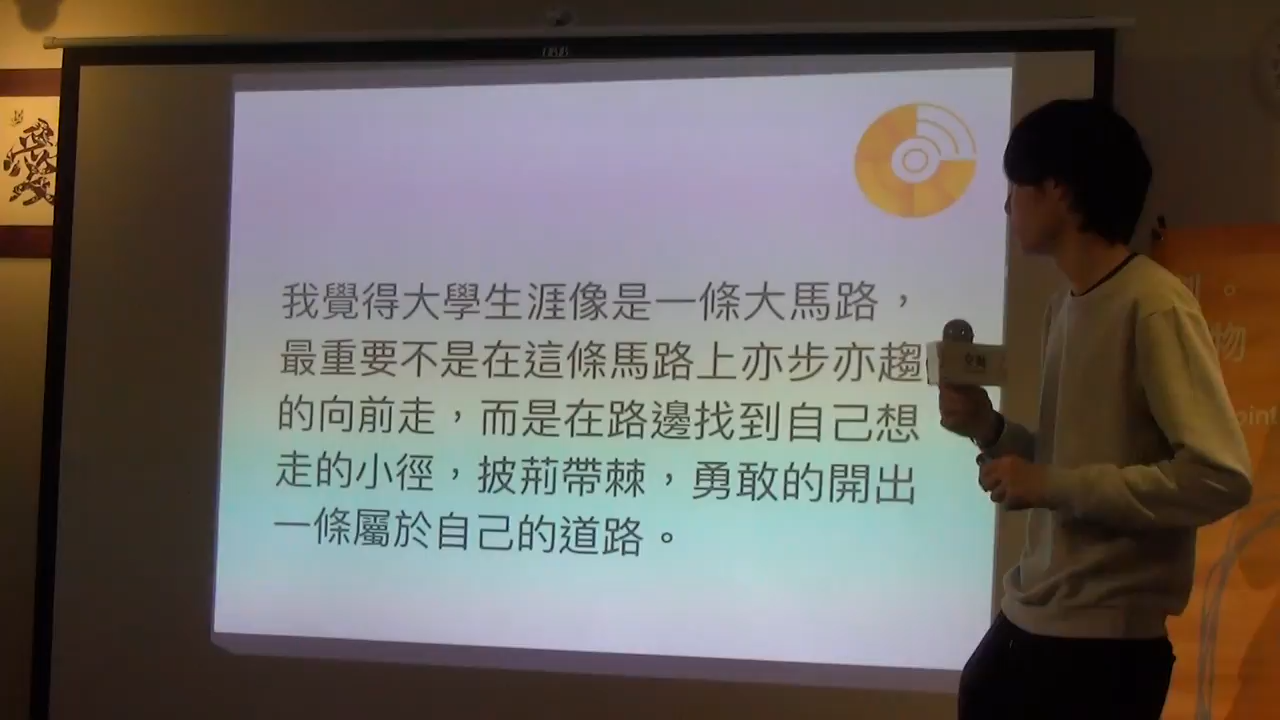 愛
我覺得大學生涯像是一條大馬路，
最重要不是在這條馬路上亦步亦趨
的向前走，而是在路邊找到自己想
走的小徑，披荊帶棘，勇敢的開出
一條屬於自己的道路。
物